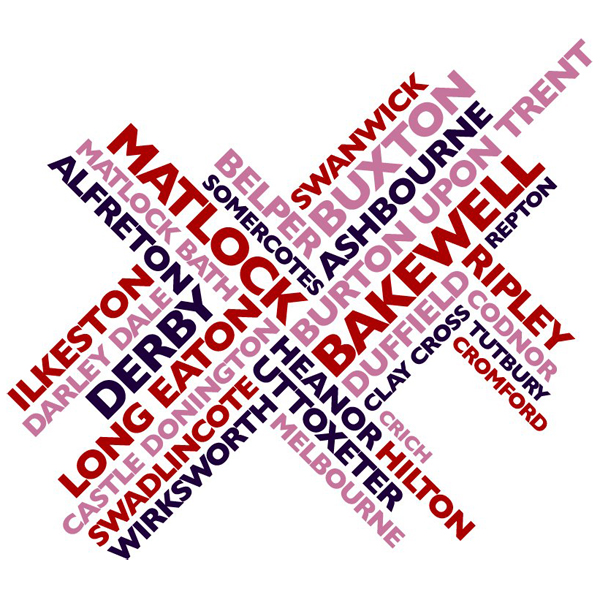 SWANWICK
BUXTON
ASHBOURNE
BURTON UPON TRENT
BAKEWELL
REPTON
BELPER
SOMERCOTES
MATLOCK
MATLOCK BATH
ALFRETON
RIPLEY
CODNOR
TUTBURY
CROMFORD
DUFFIELD
CLAY CROSS
ILKESTON
DARLEY DALE
DERBY
LONG EATON
CASTLE DONINGTON
SWADLINCOTE
WIRKSWORTH
HEANOR
UTTOXETER
MELBOURNE
CRICH
HILTON